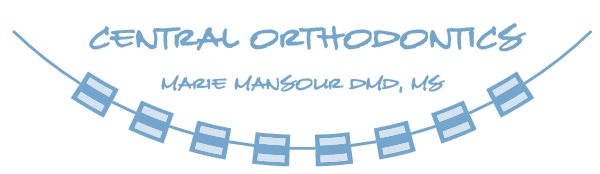 CENTRAL ORTHODONTICS
MARIE MANSOUR DMD, MS